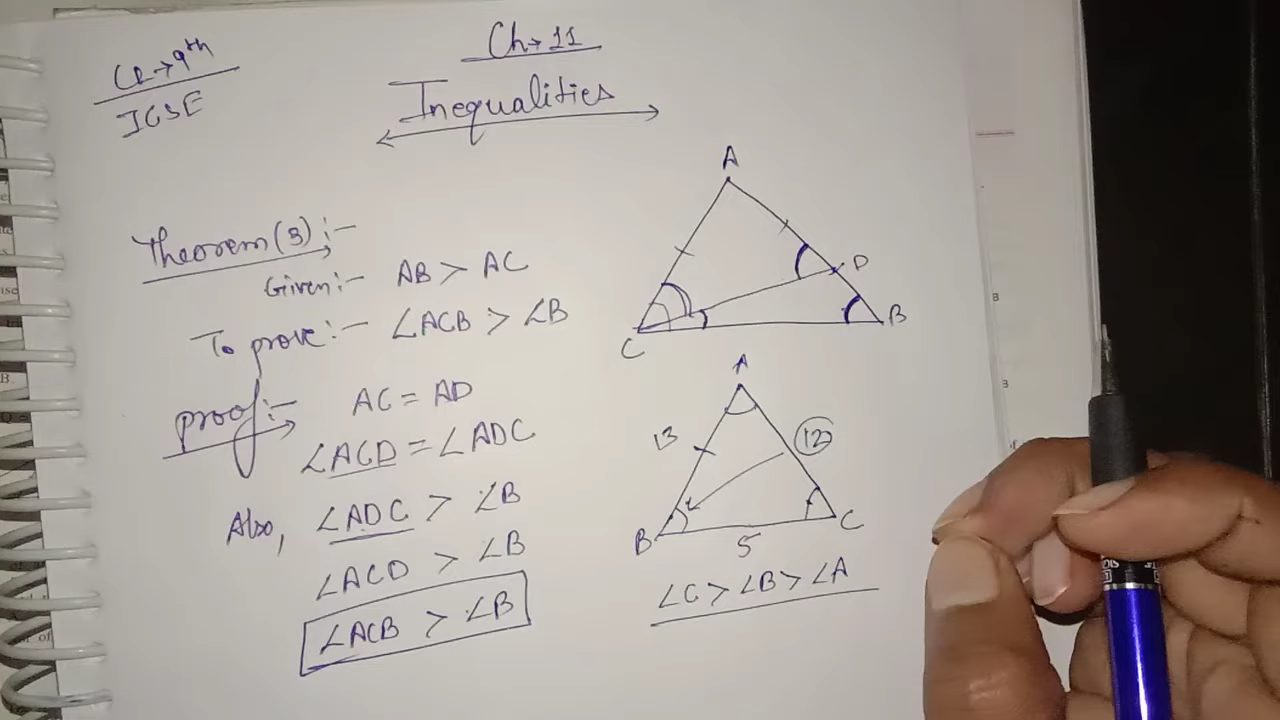 Cl→9th
IGSE
Ch→11
Inequalities
Theorem(3):-
Given:- AB > AC
To prove:- ∠ACB > ∠B
proof:- AC = AD
∠ACD = ∠ADC
Also, ∠ADC > ∠B
∠ACD > ∠B
∠ACB > ∠B
A
D
B
C
A
13
12
B
C
5
∠C > ∠B > ∠A